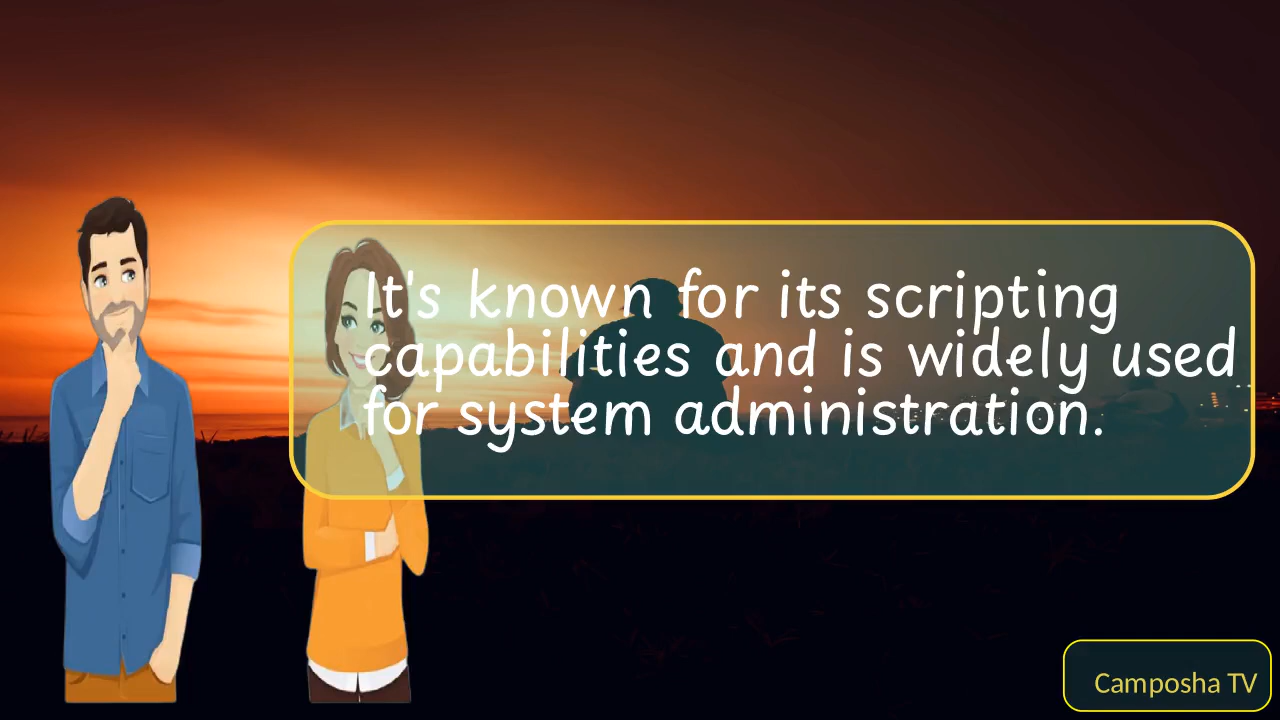 It's known for its scripting
capabilities and is widely used
for system administration.
Camposha TV